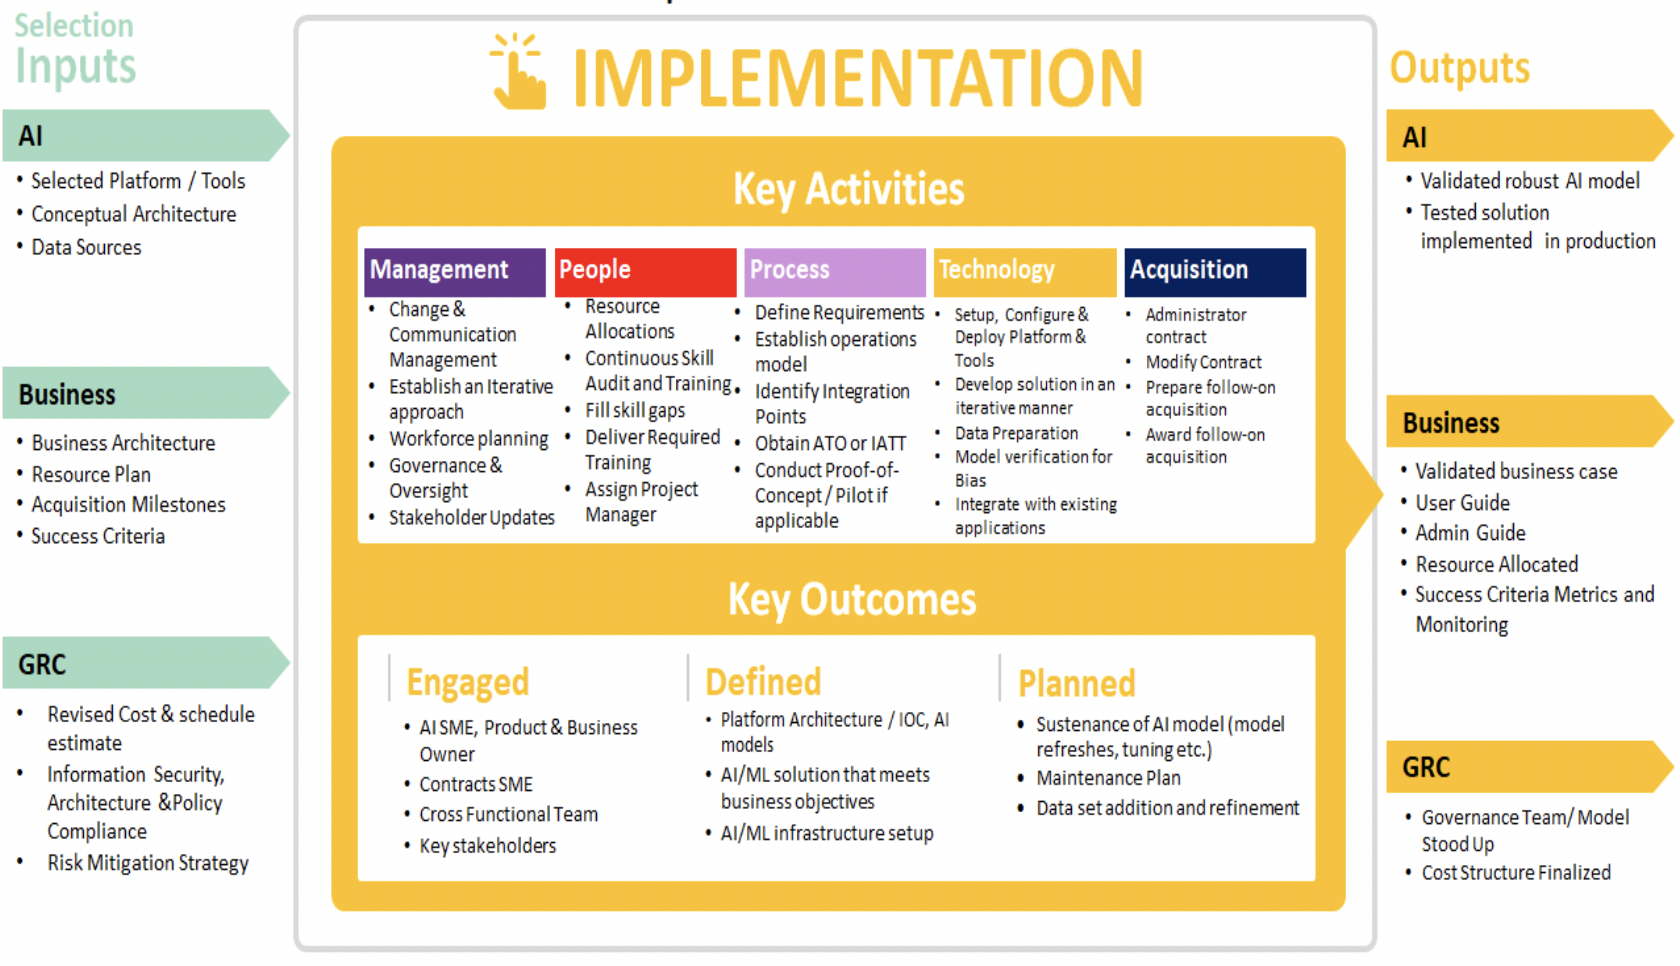 Selection
Inputs
AI
• Selected Platform / Tools
• Conceptual Architecture
• Data Sources
Business
• Business Architecture
• Resource Plan
• Acquisition Milestones
• Success Criteria
GRC
• Revised Cost & schedule
estimate
• Information Security,
Architecture &Policy
Compliance
• Risk Mitigation Strategy
IMPLEMENTATION
Key Activities
Management
• Change &
Communication
Management
• Establish an Iterative
approach
• Workforce planning
• Governance &
Oversight
• Stakeholder Updates
People
• Resource
Allocations
• Continuous Skill
Audit and Training
• Fill skill gaps
• Deliver Required
Training
• Assign Project
Manager
Process
• Define Requirements
• Establish operations
model
• Identify Integration
Points
• Obtain ATO or IATT
• Conduct Proof-of-
Concept / Pilot if
applicable
Technology
• Setup, Configure &
Deploy Platform &
Tools
• Develop solution in an
iterative manner
• Data Preparation
• Model verification for
Bias
• Integrate with existing
applications
Acquisition
• Administrator
contract
• Modify Contract
• Prepare follow-on
acquisition
• Award follow-on
acquisition
Key Outcomes
Engaged
• AI SME, Product & Business
Owner
• Contracts SME
• Cross Functional Team
• Key stakeholders
Defined
• Platform Architecture / IOC, AI
models
• AI/ML solution that meets
business objectives
• AI/ML infrastructure setup
Planned
• Sustenance of AI model (model
refreshes, tuning etc.)
• Maintenance Plan
• Data set addition and refinement
Outputs
AI
• Validated robust AI model
• Tested solution
implemented in production
Business
• Validated business case
• User Guide
• Admin Guide
• Resource Allocated
• Success Criteria Metrics and
Monitoring
GRC
• Governance Team/ Model
Stood Up
• Cost Structure Finalized